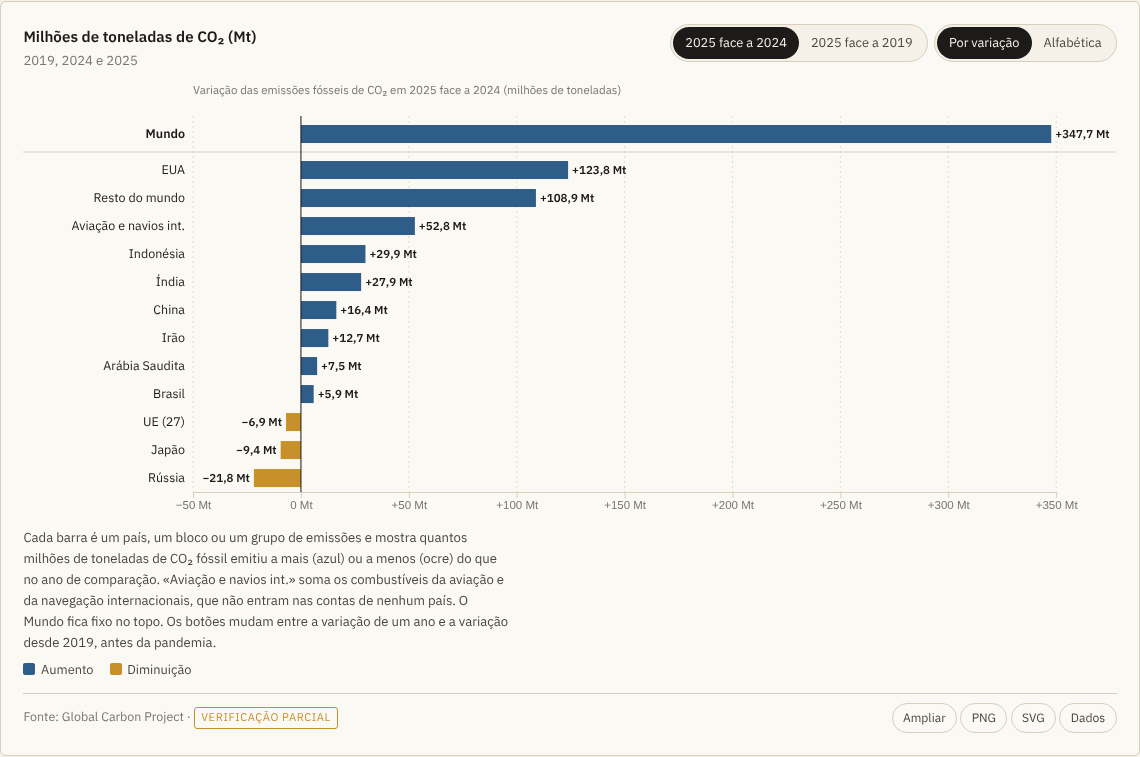 Milhões de toneladas de CO₂ (Mt)
2019, 2024 e 2025
2025 face a 2024
2025 face a 2019
Por variação
Alfabética
Variação das emissões fósseis de CO₂ em 2025 face a 2024 (milhões de toneladas)
Mundo +347,7 Mt
EUA +123,8 Mt
Resto do mundo +108,9 Mt
Aviação e navios int. +52,8 Mt
Indonésia +29,9 Mt
Índia +27,9 Mt
China +16,4 Mt
Irão +12,7 Mt
Arábia Saudita +7,5 Mt
Brasil +5,9 Mt
UE (27) −6,9 Mt
Japão −9,4 Mt
Rússia −21,8 Mt
−50 Mt 0 Mt +50 Mt +100 Mt +150 Mt +200 Mt +250 Mt +300 Mt +350 Mt
Cada barra é um país, um bloco ou um grupo de emissões e mostra quantos
milhões de toneladas de CO₂ fóssil emitiu a mais (azul) ou a menos (ocre) do que
no ano de comparação. «Aviação e navios int.» soma os combustíveis da aviação e
da navegação internacionais, que não entram nas contas de nenhum país. O
Mundo fica fixo no topo. Os botões mudam entre a variação de um ano e a variação
desde 2019, antes da pandemia.
Aumento Diminuição
Fonte: Global Carbon Project · VERIFICAÇÃO PARCIAL
Ampliar PNG SVG Dados